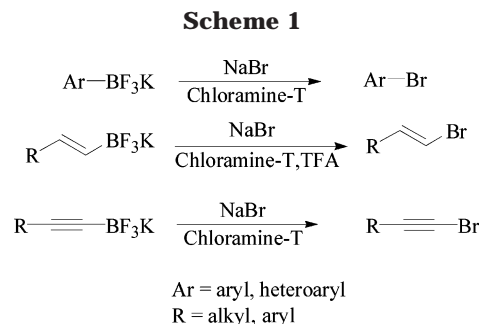 Scheme 1
Ar—BF₃K NaBr Chloramine-T Ar—Br
R BF₃K NaBr Chloramine-T,TFA R Br
R BF₃K NaBr Chloramine-T R Br
Ar = aryl, heteroaryl
R = alkyl, aryl